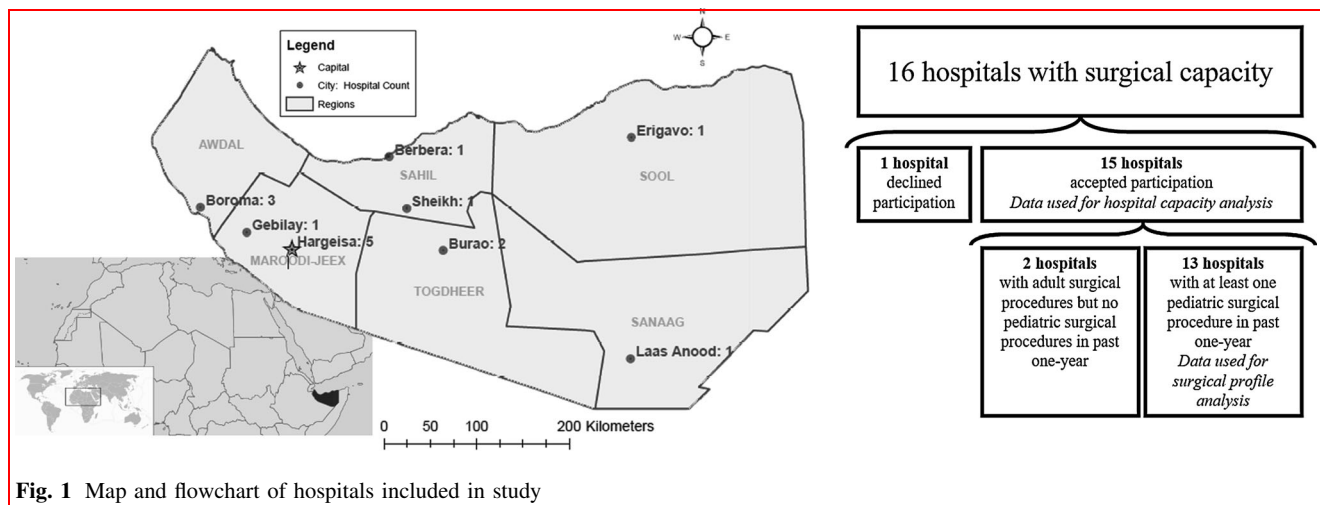 N
W
E
S
Legend
Capital
City: Hospital Count
Regions
AWDAL
Berbera: 1
SAHIL
Erigavo: 1
SOOL
Boroma: 3
Sheikh: 1
Gebilay: 1
Hargeisa: 5
MAROODI-JEEX
Burao: 2
TOGDHEER
SANAAG
Laas Anood: 1
0 50 100 200 Kilometers
16 hospitals with surgical capacity
1 hospital
declined
participation
15 hospitals
accepted participation
Data used for hospital capacity analysis
2 hospitals
with adult surgical
procedures but no
pediatric surgical
procedures in past
one-year
13 hospitals
with at least one
pediatric surgical
procedure in past
one-year
Data used for
surgical profile
analysis
Fig. 1 Map and flowchart of hospitals included in study